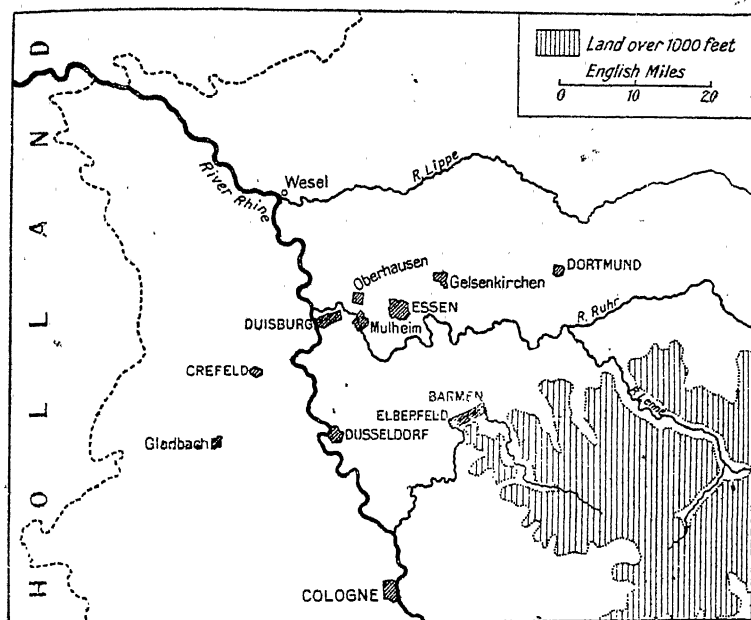 HOLLAND
Land over 1000 feet
English Miles
0 10 20
River Rhine
Wesel
R. Lippe
Oberhausen
Gelsenkirchen
DORTMUND
ESSEN
DUISBURG
Mulheim
R. Ruhr
CREFELD
BARMEN
ELBERFELD
Gladbach
DUSSELDORF
COLOGNE